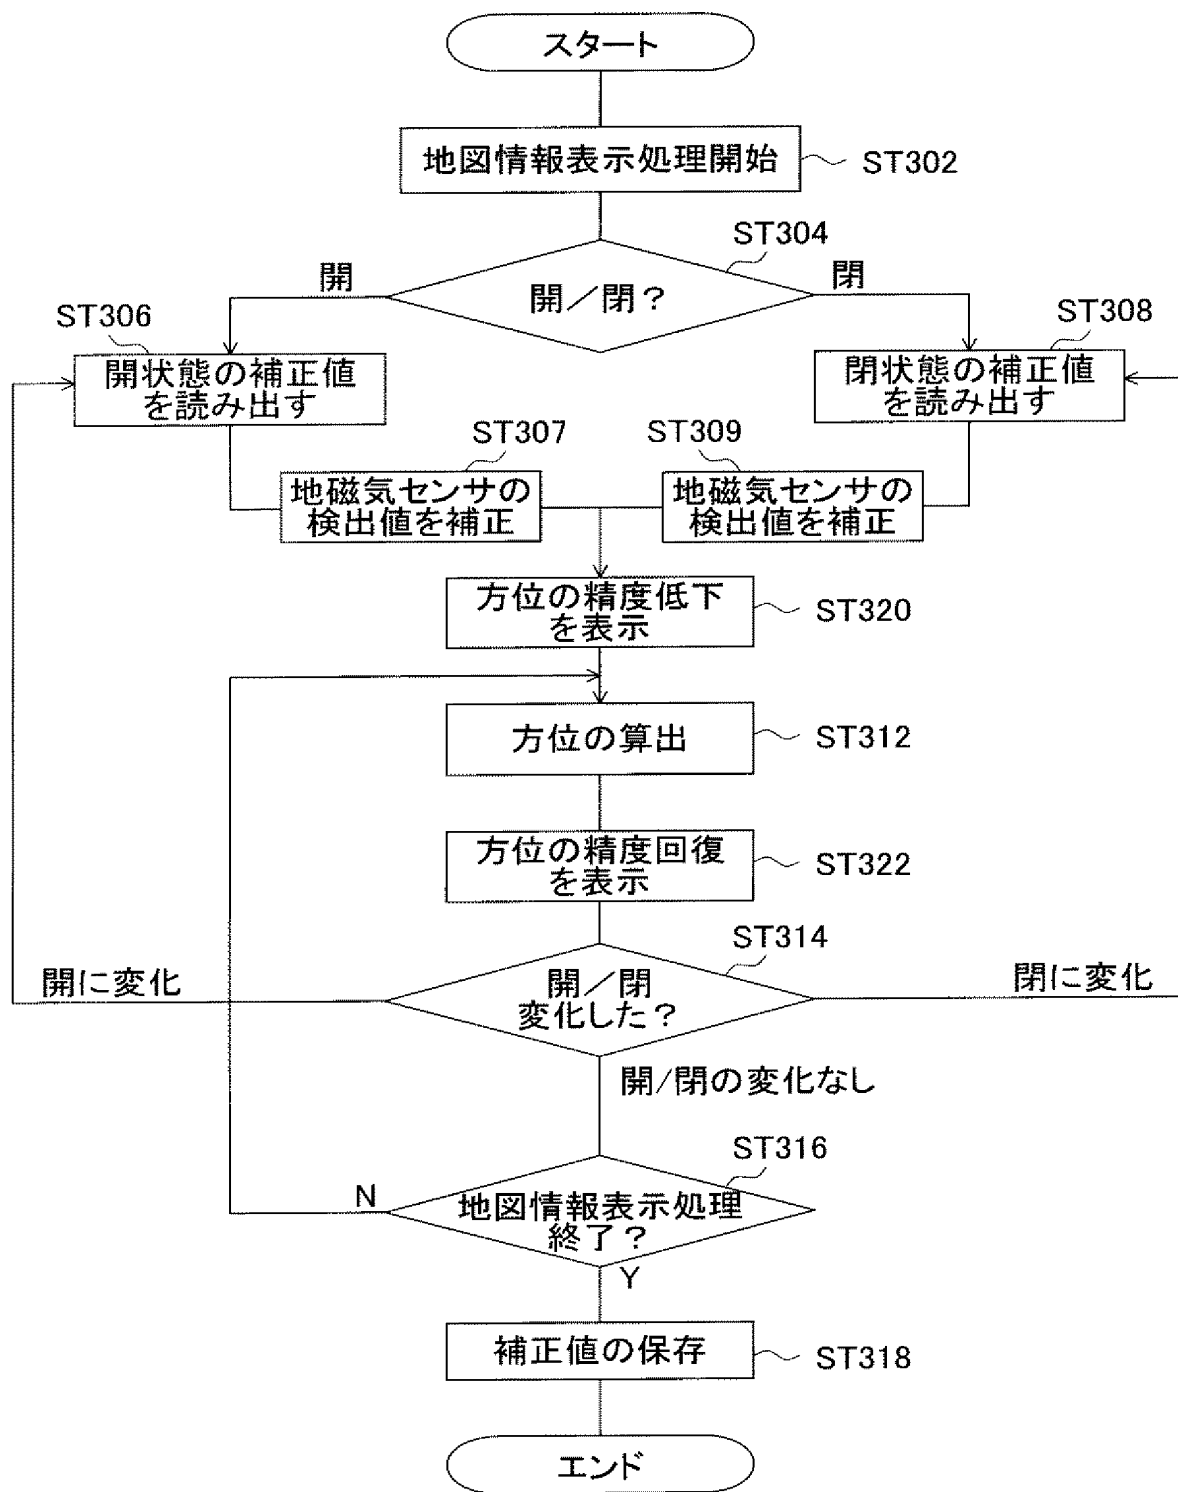 スタート
地図情報表示処理開始
ST302
ST304
開
開／閉？
閉
ST306
開状態の補正値
を読み出す
ST308
閉状態の補正値
を読み出す
ST307
地磁気センサの
検出値を補正
ST309
地磁気センサの
検出値を補正
方位の精度低下
を表示
ST320
方位の算出
ST312
方位の精度回復
を表示
ST322
ST314
開に変化
開／閉
変化した？
閉に変化
開/閉の変化なし
ST316
N
地図情報表示処理
終了？
Y
補正値の保存
ST318
エンド